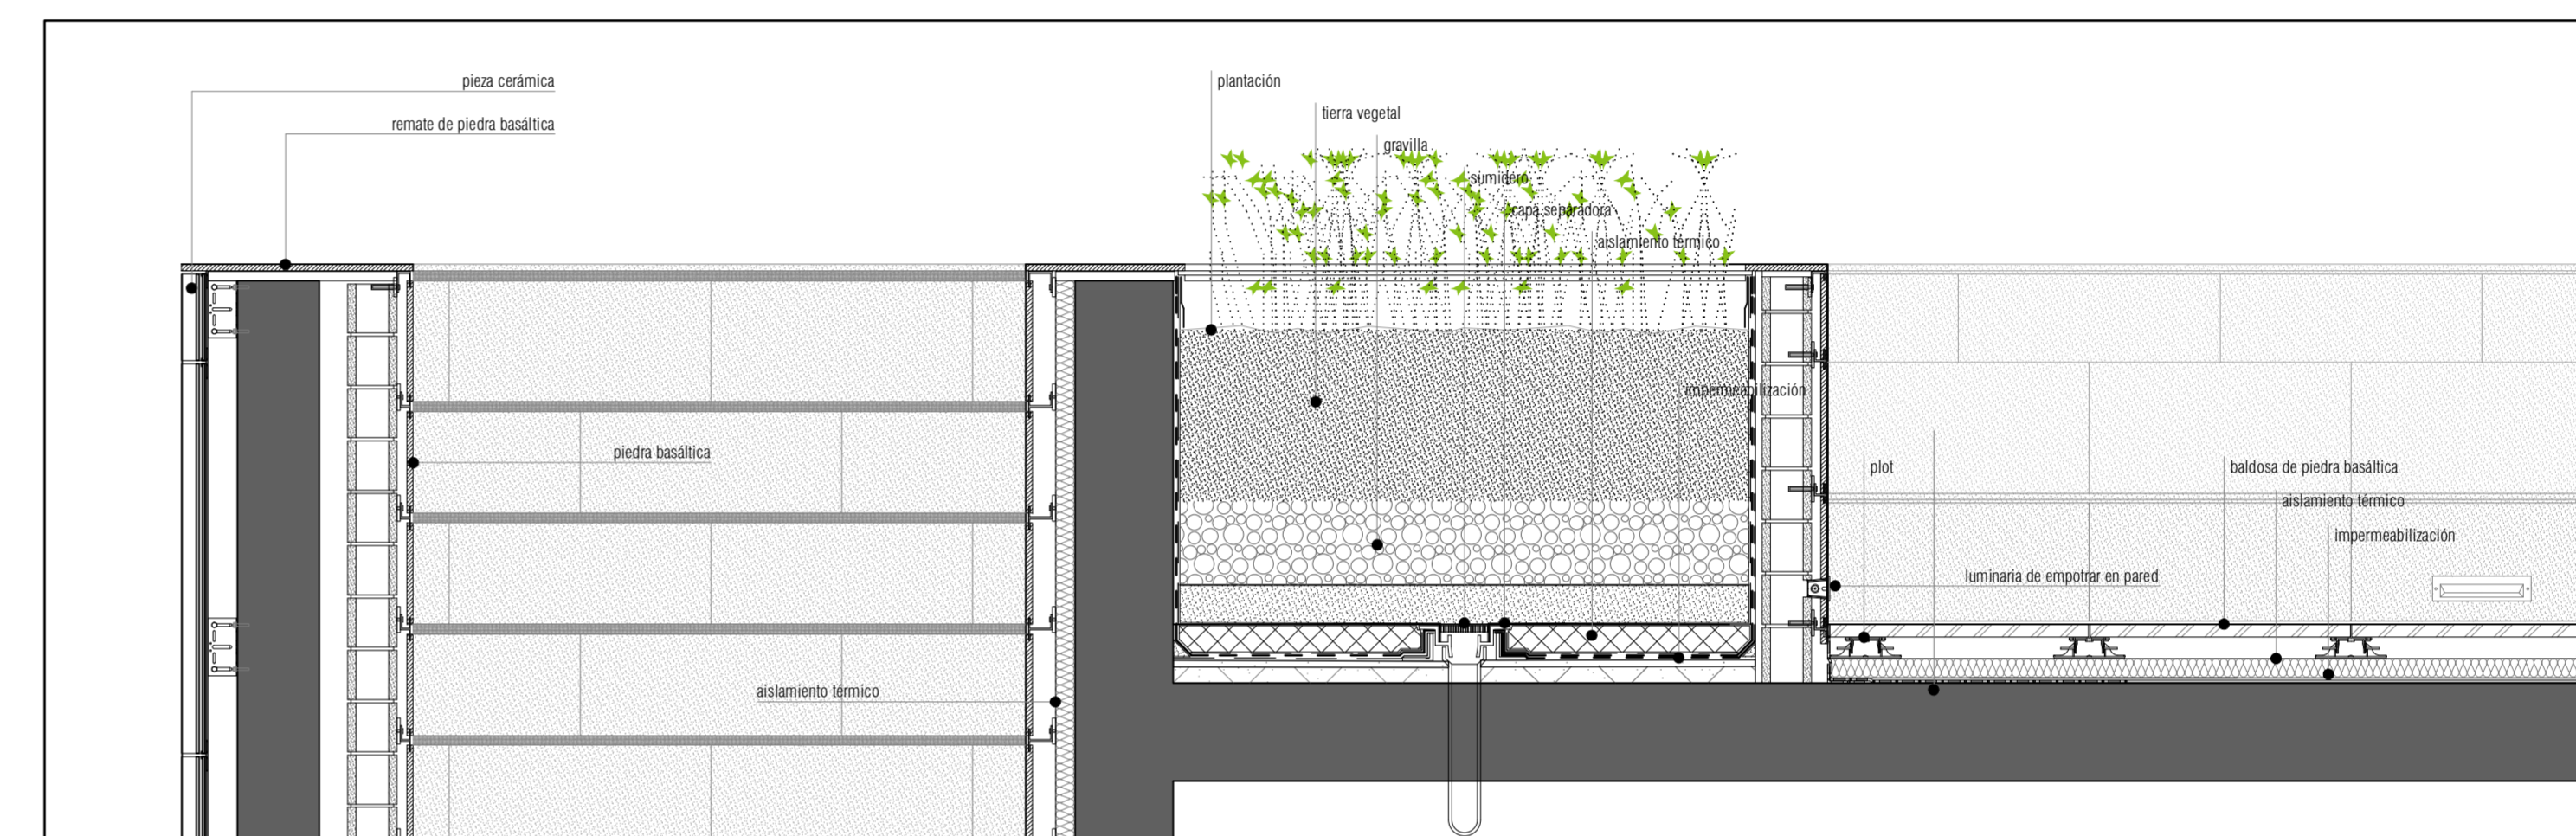 pieza cerámica
remate de piedra basáltica
plantación
tierra vegetal
gravilla
sumidero
capa separadora
aislamiento térmico
impermeabilización
piedra basáltica
plot
baldosa de piedra basáltica
aislamiento térmico
impermeabilización
luminaria de empotrar en pared
aislamiento térmico